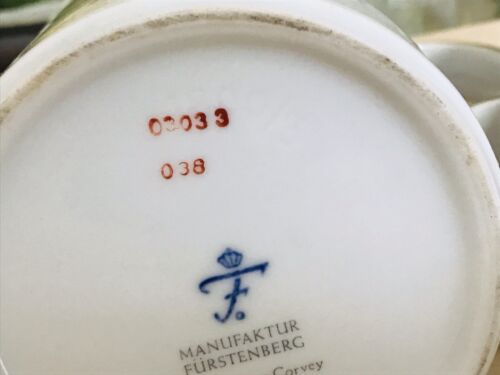 03033
038
F.
MANUFAKTUR
FÜRSTENBERG
Corvey